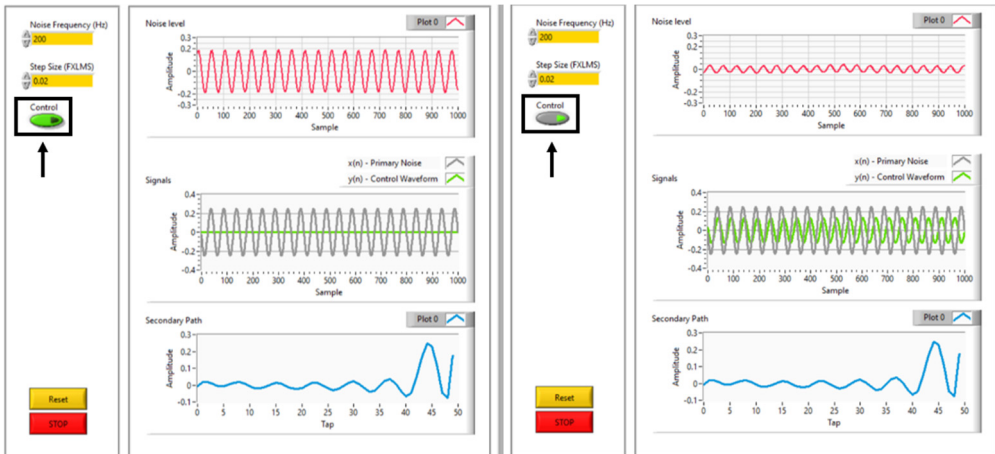 Noise Frequency (Hz)
200
Step Size (FXLMS)
0.02
Control
Reset
STOP
Noise level
Plot 0
Amplitude
0.3
0.2
0
-0.2
-0.3
0 100 200 300 400 500 600 700 800 900 1000
Sample
x(n) - Primary Noise
Signals
y(n) - Control Waveform
Amplitude
0.4
0.2
0
-0.2
-0.4
0 100 200 300 400 500 600 700 800 900 1000
Sample
Secondary Path
Plot 0
Amplitude
0.3
0.2
0.1
0
-0.1
0 5 10 15 20 25 30 35 40 45 50
Tap
Noise Frequency (Hz)
200
Step Size (FXLMS)
0.02
Control
Reset
STOP
Noise level
Plot 0
Amplitude
0.3
0.2
0
-0.2
-0.3
0 100 200 300 400 500 600 700 800 900 1000
Sample
x(n) - Primary Noise
Signals
y(n) - Control Waveform
Amplitude
0.4
0.2
0
-0.2
-0.4
0 100 200 300 400 500 600 700 800 900 1000
Sample
Secondary Path
Plot 0
Amplitude
0.3
0.2
0.1
0
-0.1
0 5 10 15 20 25 30 35 40 45 50
Tap